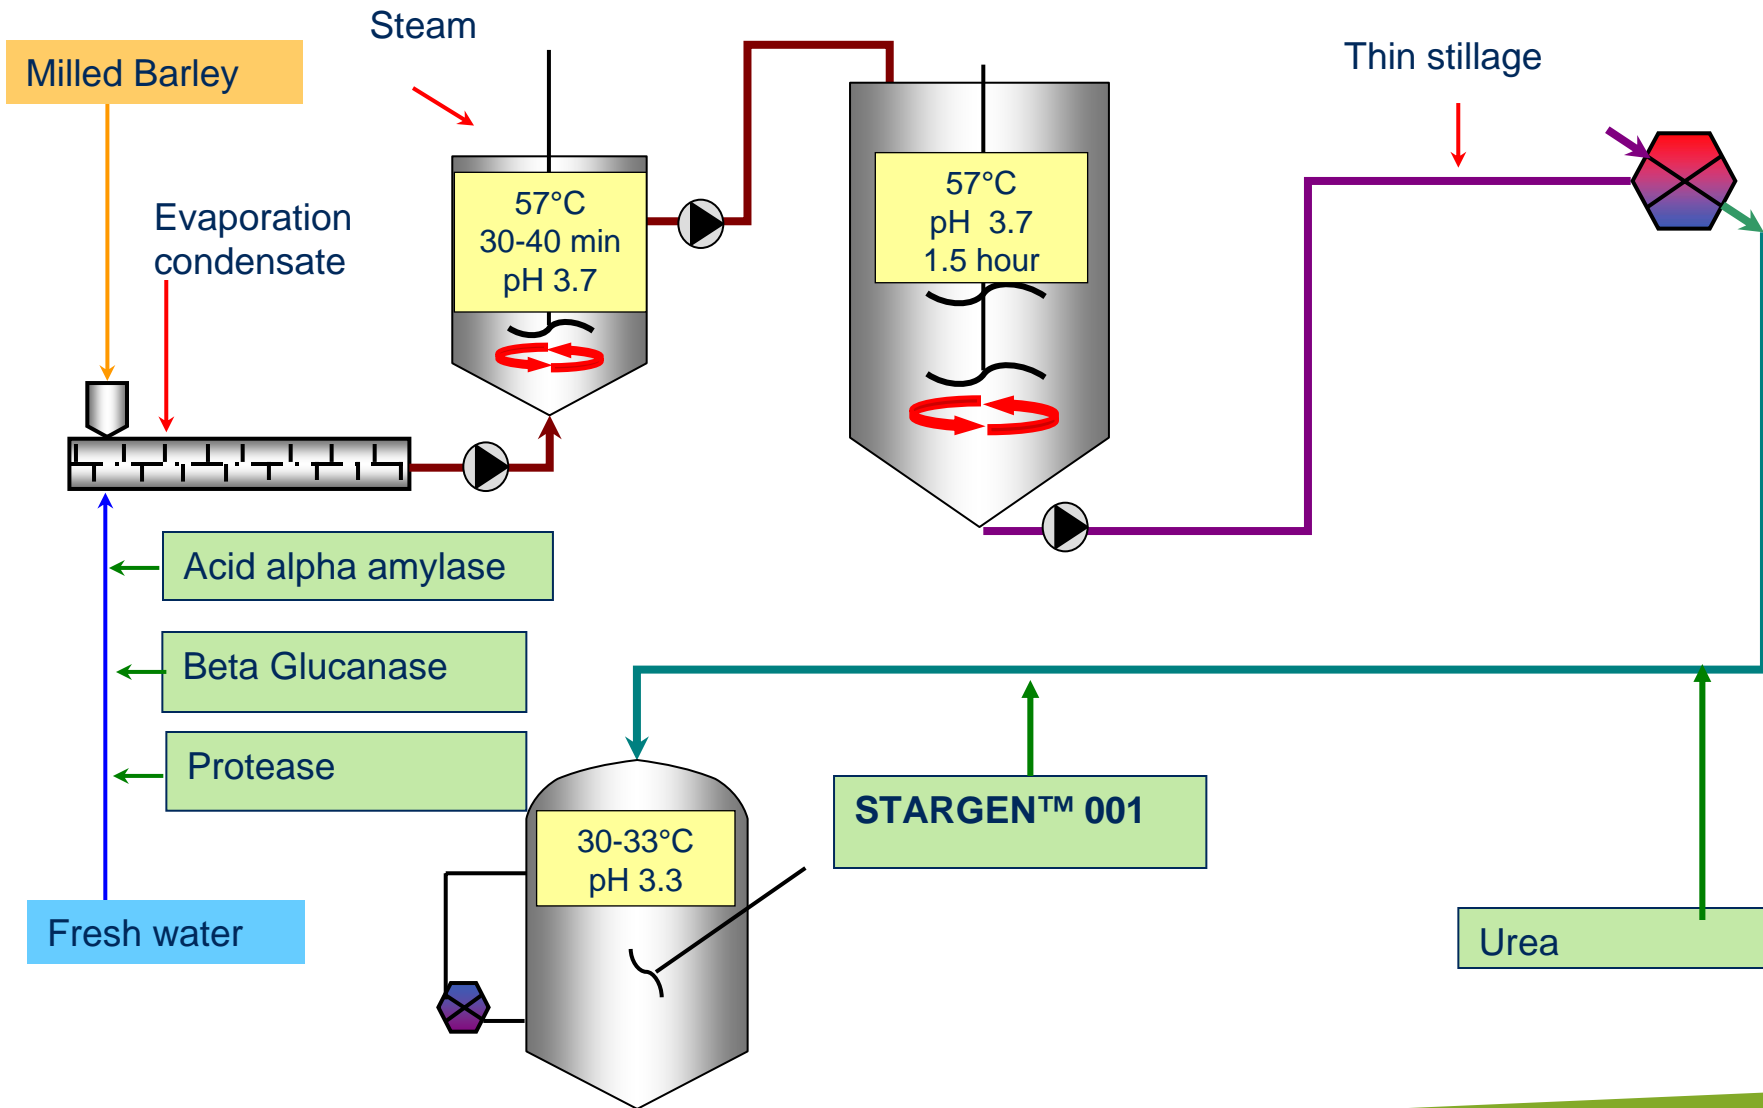 Steam
Milled Barley
Thin stillage
57°C
30-40 min
pH 3.7
57°C
pH 3.7
1.5 hour
Evaporation
condensate
Acid alpha amylase
Beta Glucanase
Protease
STARGEN™ 001
30-33°C
pH 3.3
Fresh water
Urea